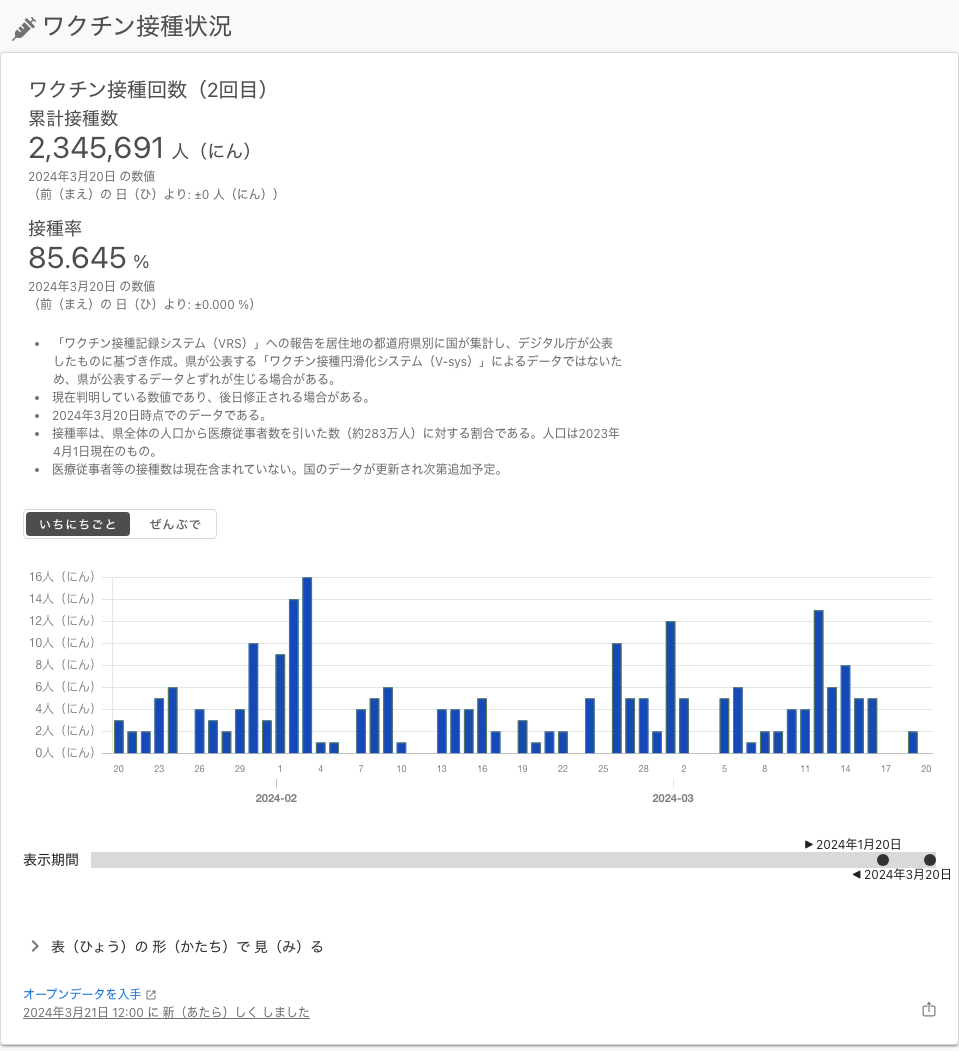 ワクチン接種状況
ワクチン接種回数（2回目）
累計接種数
2,345,691 人（にん）
2024年3月20日 の数値
（前（まえ）の 日（ひ）より: ±0 人（にん））
接種率
85.645 %
2024年3月20日 の数値
（前（まえ）の 日（ひ）より: ±0.000 %）
• 「ワクチン接種記録システム（VRS）」への報告を居住地の都道府県別に国が集計し、デジタル庁が公表
したものに基づき作成。県が公表する「ワクチン接種円滑化システム（V-sys）」によるデータではないた
め、県が公表するデータとずれが生じる場合がある。
• 現在判明している数値であり、後日修正される場合がある。
• 2024年3月20日時点でのデータである。
• 接種率は、県全体の人口から医療従事者数を引いた数（約283万人）に対する割合である。人口は2023年
4月1日現在のもの。
• 医療従事者等の接種数は現在含まれていない。国のデータが更新され次第追加予定。
いちにちごと ぜんぶで
16人（にん）
14人（にん）
12人（にん）
10人（にん）
8人（にん）
6人（にん）
4人（にん）
2人（にん）
0人（にん）
20 23 26 29 1 4 7 10 13 16 19 22 25 28 2 5 8 11 14 17 20
2024-02 2024-03
▶ 2024年1月20日
表示期間
◀ 2024年3月20日
表（ひょう）の 形（かたち）で 見（み）る
オープンデータを入手
2024年3月21日 12:00 に 新（あたら）しく しました